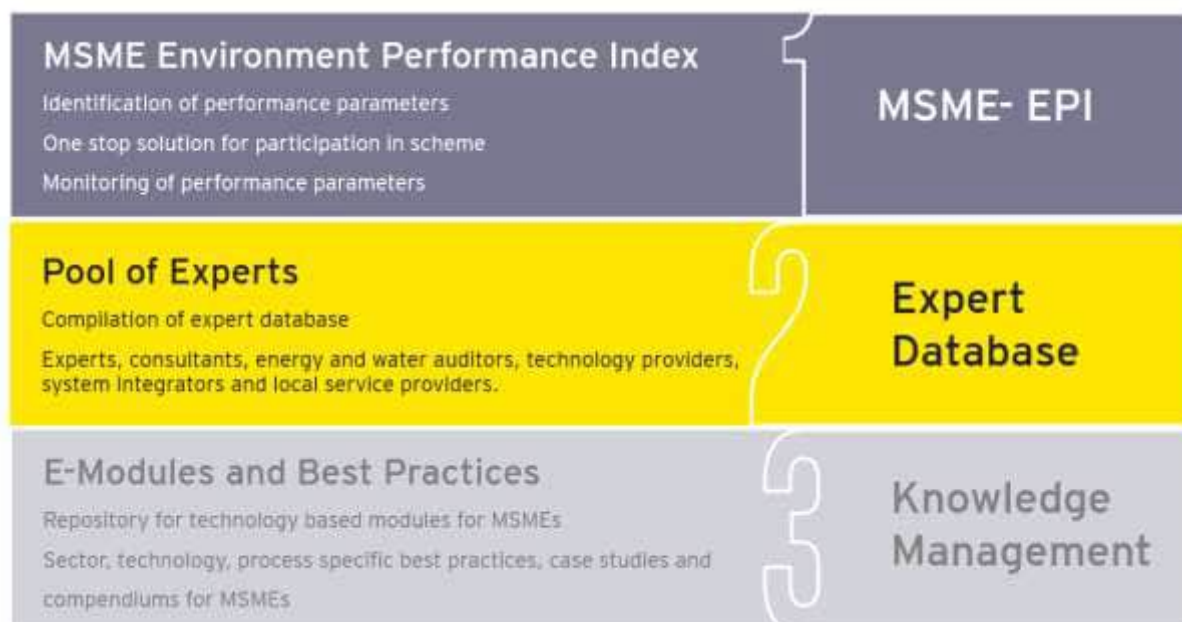 MSME Environment Performance Index
Identification of performance parameters
One stop solution for participation in scheme
Monitoring of performance parameters
1
MSME- EPI
Pool of Experts
Compilation of expert database
Experts, consultants, energy and water auditors, technology providers,
system integrators and local service providers.
2
Expert
Database
E-Modules and Best Practices
Repository for technology based modules for MSMEs
Sector, technology, process specific best practices, case studies and
compendiums for MSMEs
3
Knowledge
Management